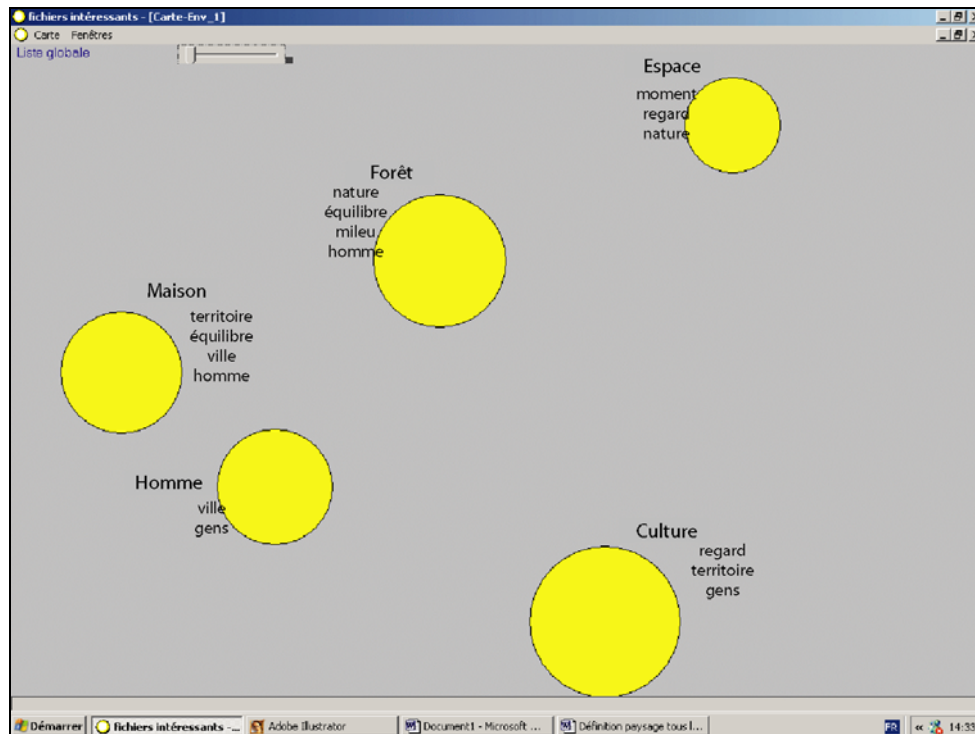 fichiers intéressants - [Carte-Env_1]
Carte Fenêtres
Liste globale
Espace
moment
regard
nature
Forêt
nature
équilibre
mileu
homme
Maison
territoire
équilibre
ville
homme
Homme
ville
gens
Culture
regard
territoire
gens
Démarrer fichiers intéressants -... Adobe Illustrator Document1 - Microsoft ... Définition paysage tous l... FR « 14:33